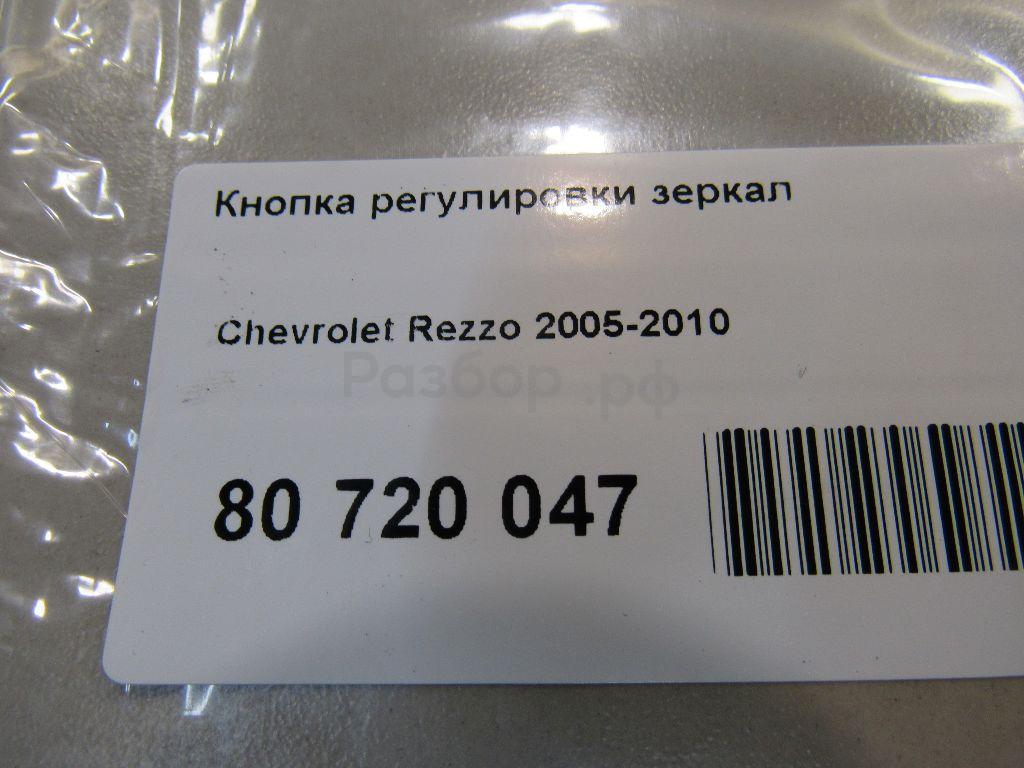 Кнопка регулировки зеркал
Chevrolet Rezzo 2005-2010
Разбор.рф
80 720 047